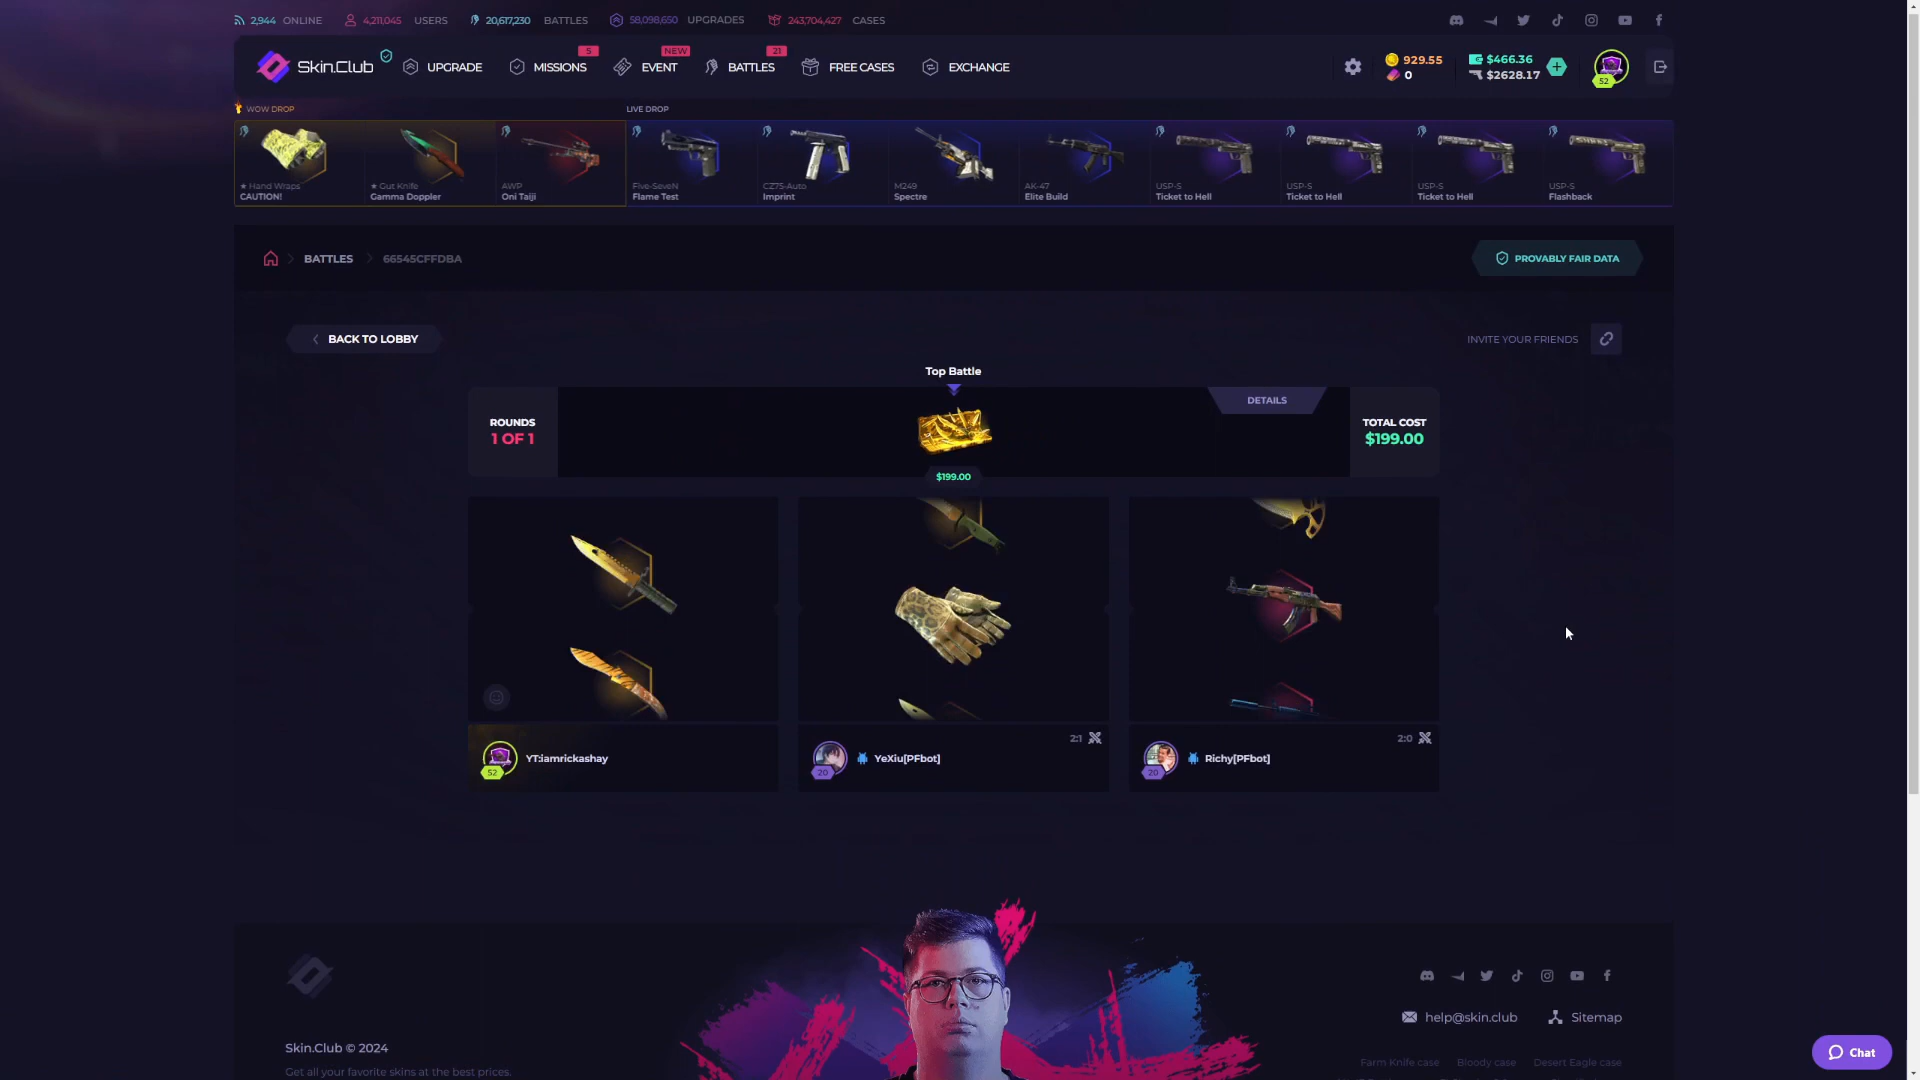 2,944 ONLINE 4,211,045 USERS 20,617,230 BATTLES 58,098,650 UPGRADES 243,704,427 CASES
Skin.Club UPGRADE 5 MISSIONS NEW EVENT 21 BATTLES FREE CASES EXCHANGE 929.55 0 $466.36 $2628.17 52
WOW DROP LIVE DROP
★ Hand Wraps ★ Gut Knife AWP Five-SeveN CZ75-Auto M249 AK-47 USP-S USP-S USP-S USP-S
CAUTION! Gamma Doppler Oni Taiji Flame Test Imprint Spectre Elite Build Ticket to Hell Ticket to Hell Ticket to Hell Flashback
BATTLES 66545CFFDBA PROVABLY FAIR DATA
BACK TO LOBBY INVITE YOUR FRIENDS
Top Battle
DETAILS
ROUNDS TOTAL COST
1 OF 1 $199.00
$199.00
2:1 2:0
YT:iamrickashay YeXiu[PFbot] Richy[PFbot]
52 20 20
help@skin.club Sitemap
Skin.Club © 2024
Get all your favorite skins at the best prices.
Farm Knife case Bloody case Desert Eagle case
Chat